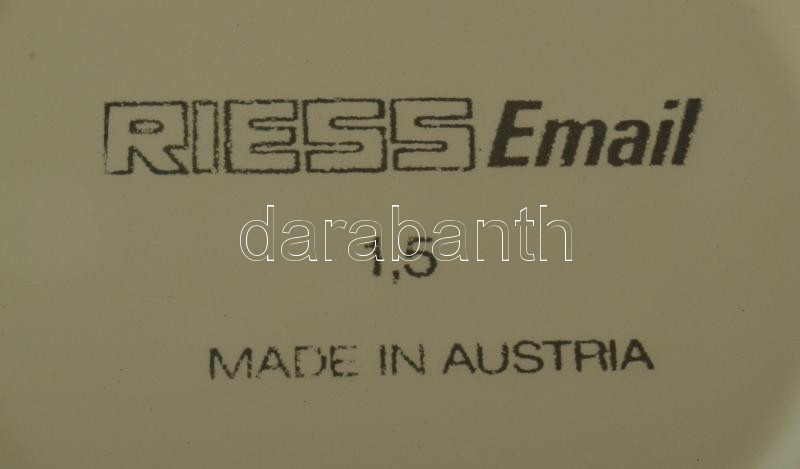 RIESS Email
darabanth
1,5
MADE IN AUSTRIA